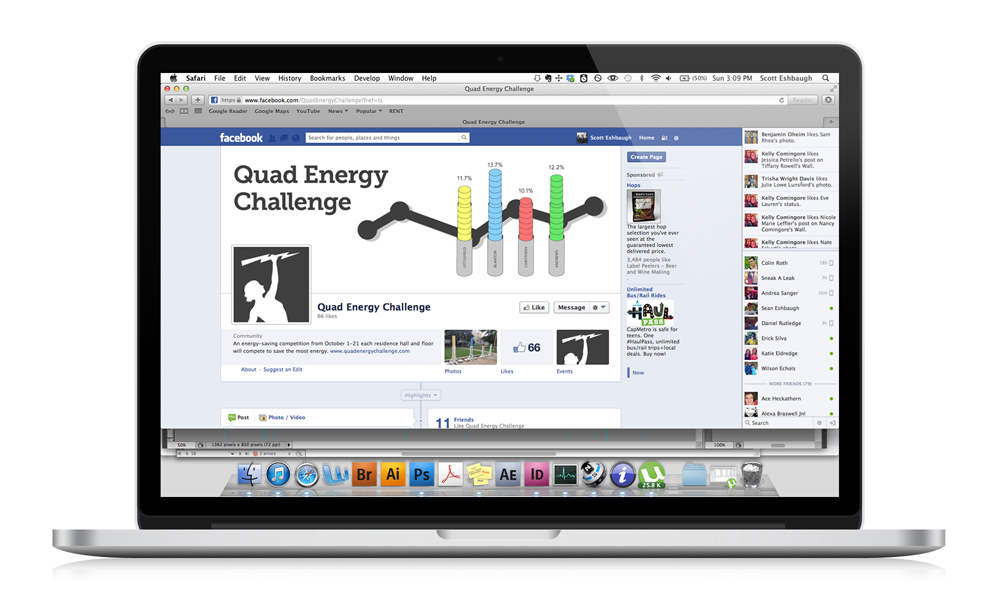 Safari File Edit View History Bookmarks Develop Window Help
(50%) Sun 3:09 PM Scott Eshbaugh
Quad Energy Challenge
https www.facebook.com/QuadEnergyChallenge?fref=ts
Reader
Google Reader Google Maps YouTube News Popular RENT
Quad Energy Challenge
facebook
Search for people, places and things
Scott Eshbaugh Home
Quad Energy
Challenge
11.7%
13.7%
10.1%
12.2%
BLANTON
ANDREWS
Quad Energy Challenge
66 likes
Like
Message
Community
An energy-saving competition from October 1-21 each residence hall and floor
will compete to save the most energy. www.quadenergychallenge.com
About - Suggest an Edit
Photos
66
Likes
Events
Highlights
Post
Photo / Video
11 Friends
Like Quad Energy Challenge
Create Page
Sponsored
Hops
The largest hop
selection you've ever
seen at the
guaranteed lowest
delivered price.
3,484 people like
Label Peelers - Beer
and Wine Making
Unlimited
Bus/Rail Rides
HAUL
PASS
CapMetro is safe for
teens. One
#HaulPass, unlimited
bus/rail trips+local
deals. Buy now!
Now
Benjamin Oheim likes Sam
Rhea's photo.
Kelly Comingore likes
Jessica Petrello's post on
Tiffany Rowell's Wall.
Trisha Wright Davis likes
Julie Lowe Lunsford's photo.
Kelly Comingore likes Eve
Lauren's status.
Kelly Comingore likes Nicole
Marie Leffler's post on Nancy
Comingore's Wall.
Kelly Comingore likes Nate
Colin Roth
Sneak A Leak
Andrea Sanger
Sean Eshbaugh
Daniel Rutledge
Erick Silva
Katie Eldredge
Wilson Echols
MORE FRIENDS (79)
Ace Heckathorn
Alexa Braswell Jnl
Search
50%
1362 pixels x 850 pixels (72 ppi)
100%
2 errors
Br Ai Ps AE Id
25.8 K